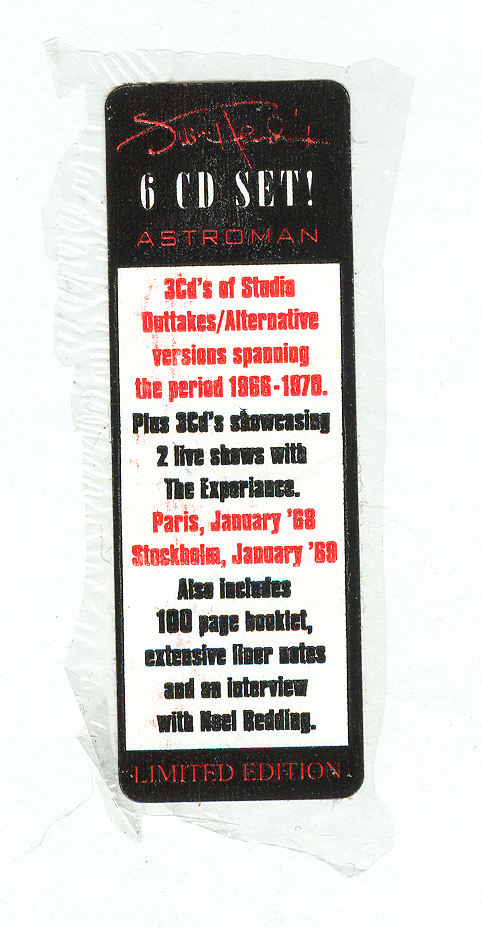 Jimi Hendrix
6 CD SET!
ASTROMAN
3Cd's of Studio
Outtakes/Alternative
versions spanning
the period 1966-1970.
Plus 3Cd's showcasing
2 live shows with
The Experiance.
Paris, January '68
Stockholm, January '69
Also includes
100 page booklet,
extensive liner notes
and an interview
with Noel Redding.
LIMITED EDITION